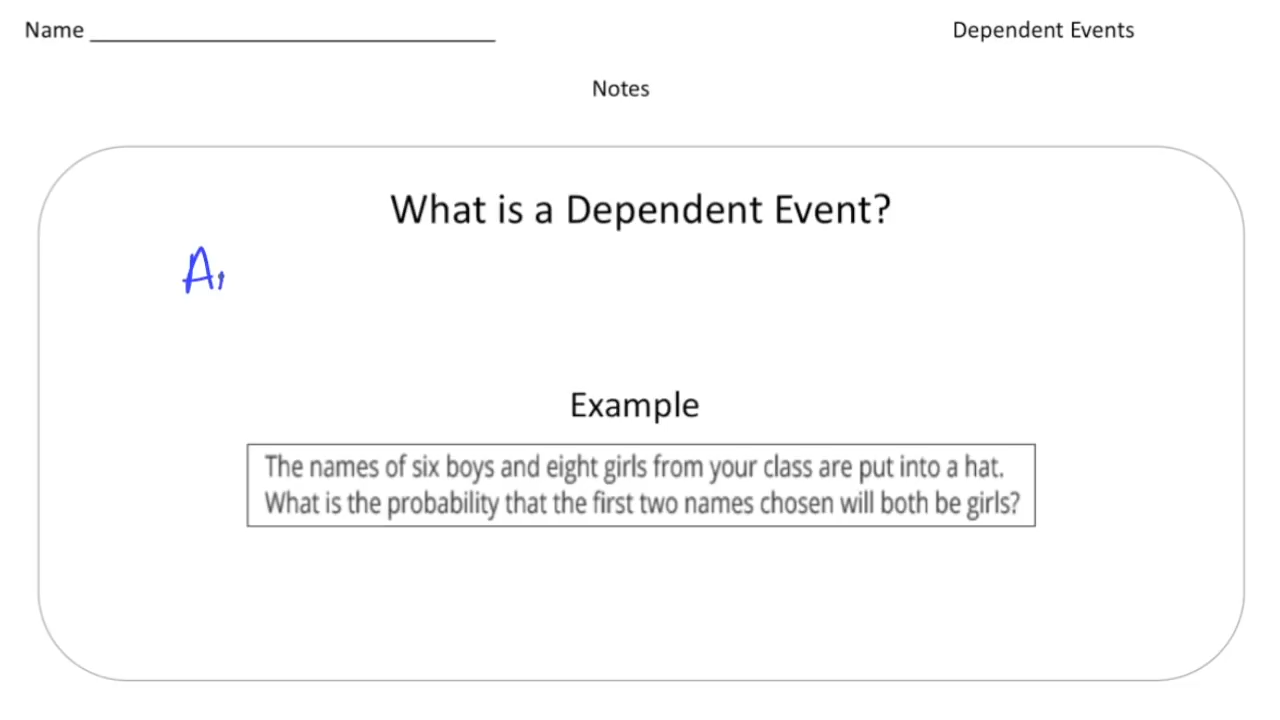 Name ____________________
Dependent Events
Notes
What is a Dependent Event?
A
Example
The names of six boys and eight girls from your class are put into a hat.
What is the probability that the first two names chosen will both be girls?